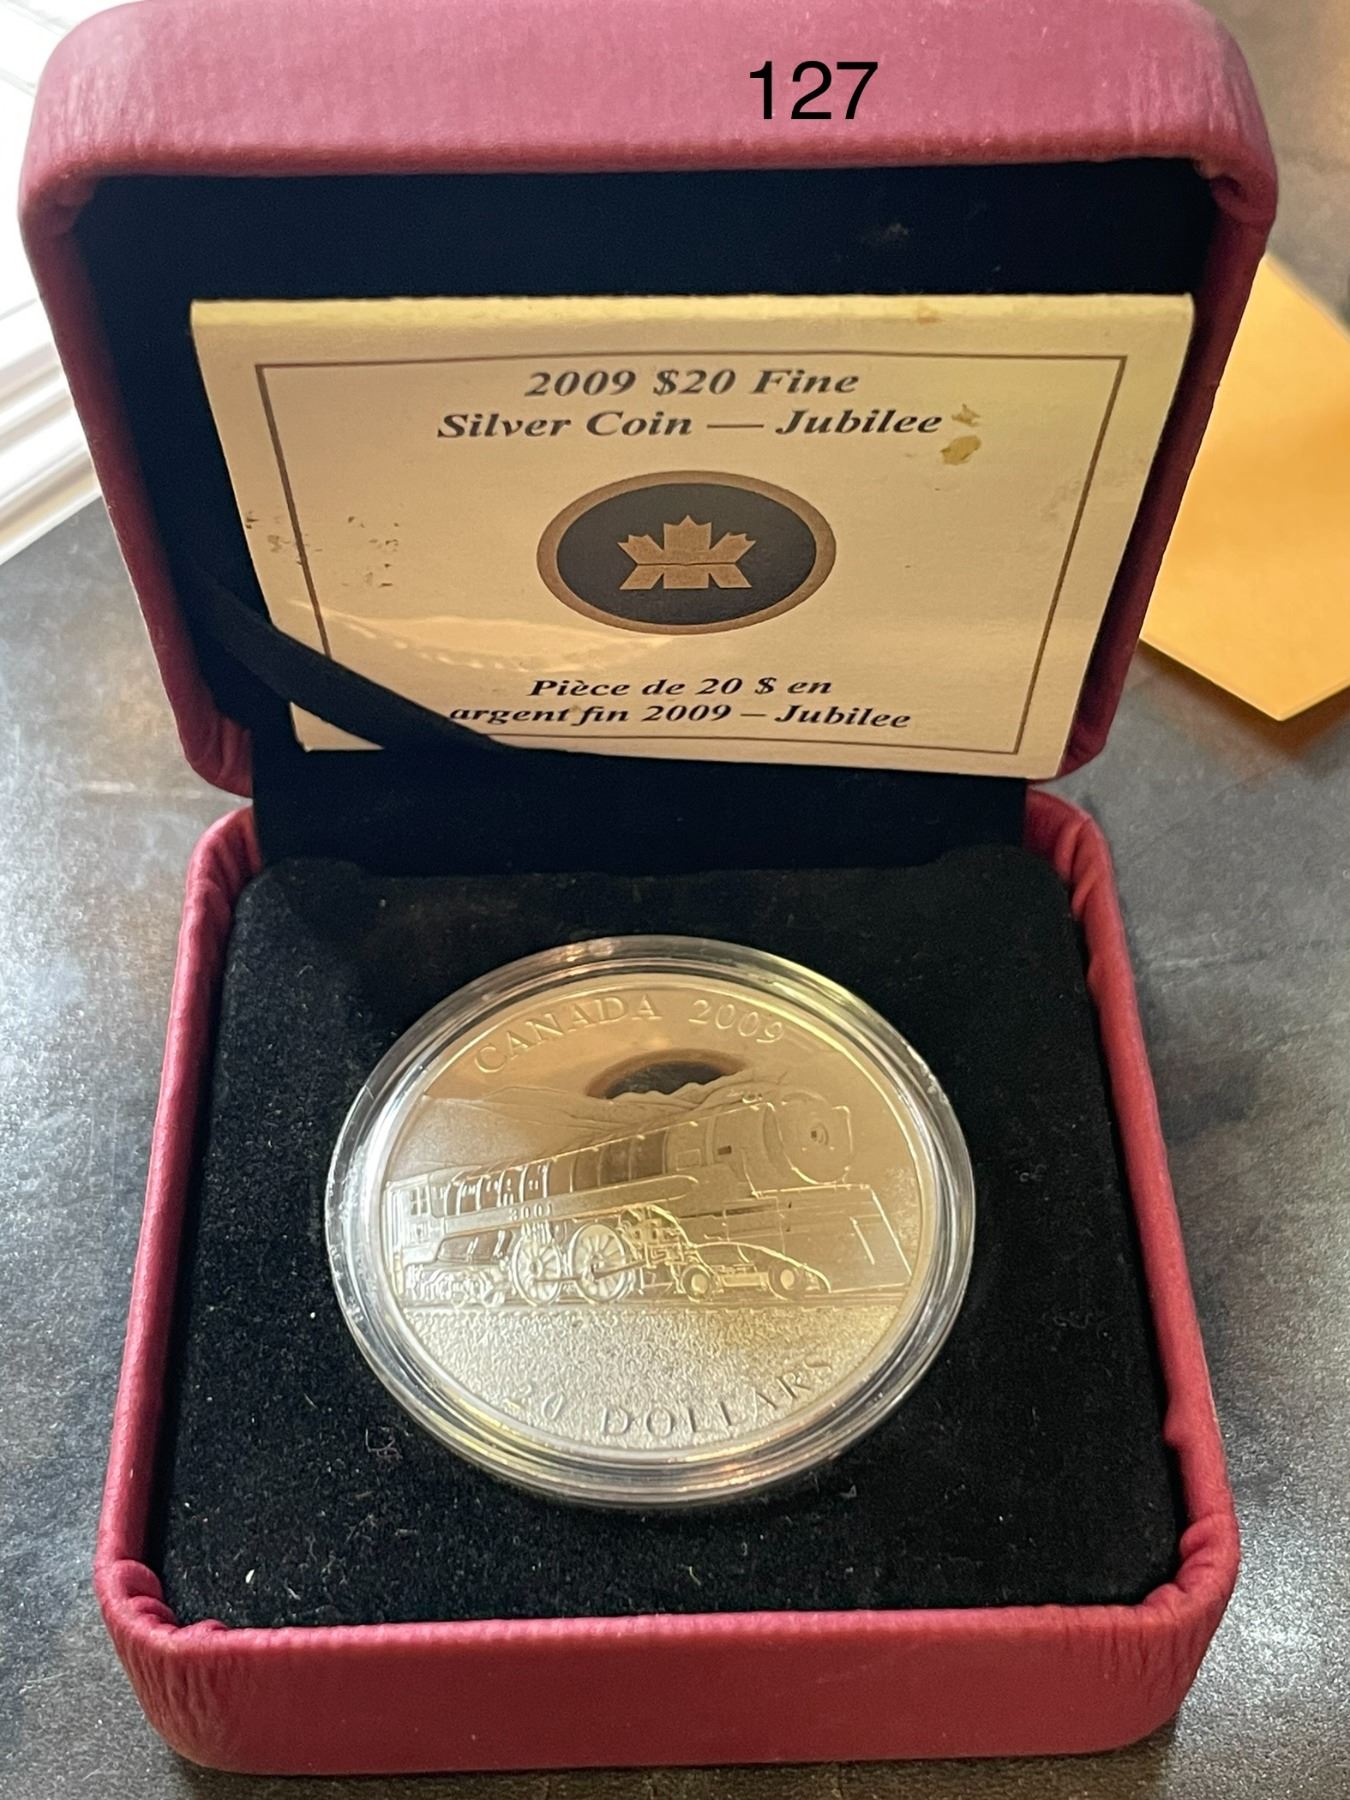 127
2009 $20 Fine
Silver Coin — Jubilee
Pièce de 20 $ en
argent fin 2009 – Jubilee
CANADA 2009
3001
20 DOLLARS